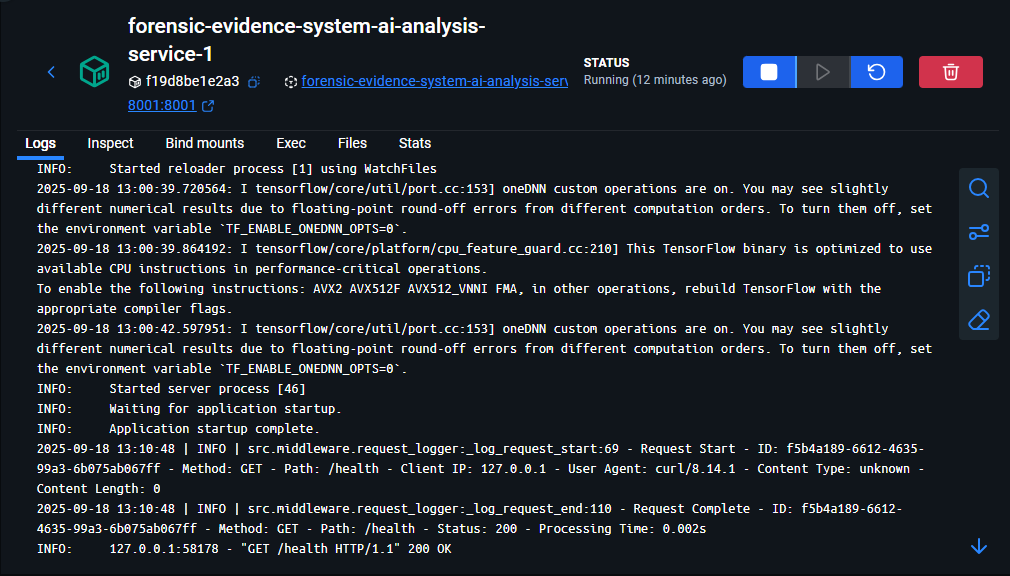 forensic-evidence-system-ai-analysis-
service-1
f19d8be1e2a3
forensic-evidence-system-ai-analysis-serv
8001:8001
STATUS
Running (12 minutes ago)
Logs Inspect Bind mounts Exec Files Stats
INFO:     Started reloader process [1] using WatchFiles
2025-09-18 13:00:39.720564: I tensorflow/core/util/port.cc:153] oneDNN custom operations are on. You may see slightly
different numerical results due to floating-point round-off errors from different computation orders. To turn them off, set
the environment variable `TF_ENABLE_ONEDNN_OPTS=0`.
2025-09-18 13:00:39.864192: I tensorflow/core/platform/cpu_feature_guard.cc:210] This TensorFlow binary is optimized to use
available CPU instructions in performance-critical operations.
To enable the following instructions: AVX2 AVX512F AVX512_VNNI FMA, in other operations, rebuild TensorFlow with the
appropriate compiler flags.
2025-09-18 13:00:42.597951: I tensorflow/core/util/port.cc:153] oneDNN custom operations are on. You may see slightly
different numerical results due to floating-point round-off errors from different computation orders. To turn them off, set
the environment variable `TF_ENABLE_ONEDNN_OPTS=0`.
INFO:     Started server process [46]
INFO:     Waiting for application startup.
INFO:     Application startup complete.
2025-09-18 13:10:48 | INFO | src.middleware.request_logger:_log_request_start:69 - Request Start - ID: f5b4a189-6612-4635-
99a3-6b075ab067ff - Method: GET - Path: /health - Client IP: 127.0.0.1 - User Agent: curl/8.14.1 - Content Type: unknown -
Content Length: 0
2025-09-18 13:10:48 | INFO | src.middleware.request_logger:_log_request_end:110 - Request Complete - ID: f5b4a189-6612-
4635-99a3-6b075ab067ff - Method: GET - Path: /health - Status: 200 - Processing Time: 0.002s
INFO:     127.0.0.1:58178 - "GET /health HTTP/1.1" 200 OK